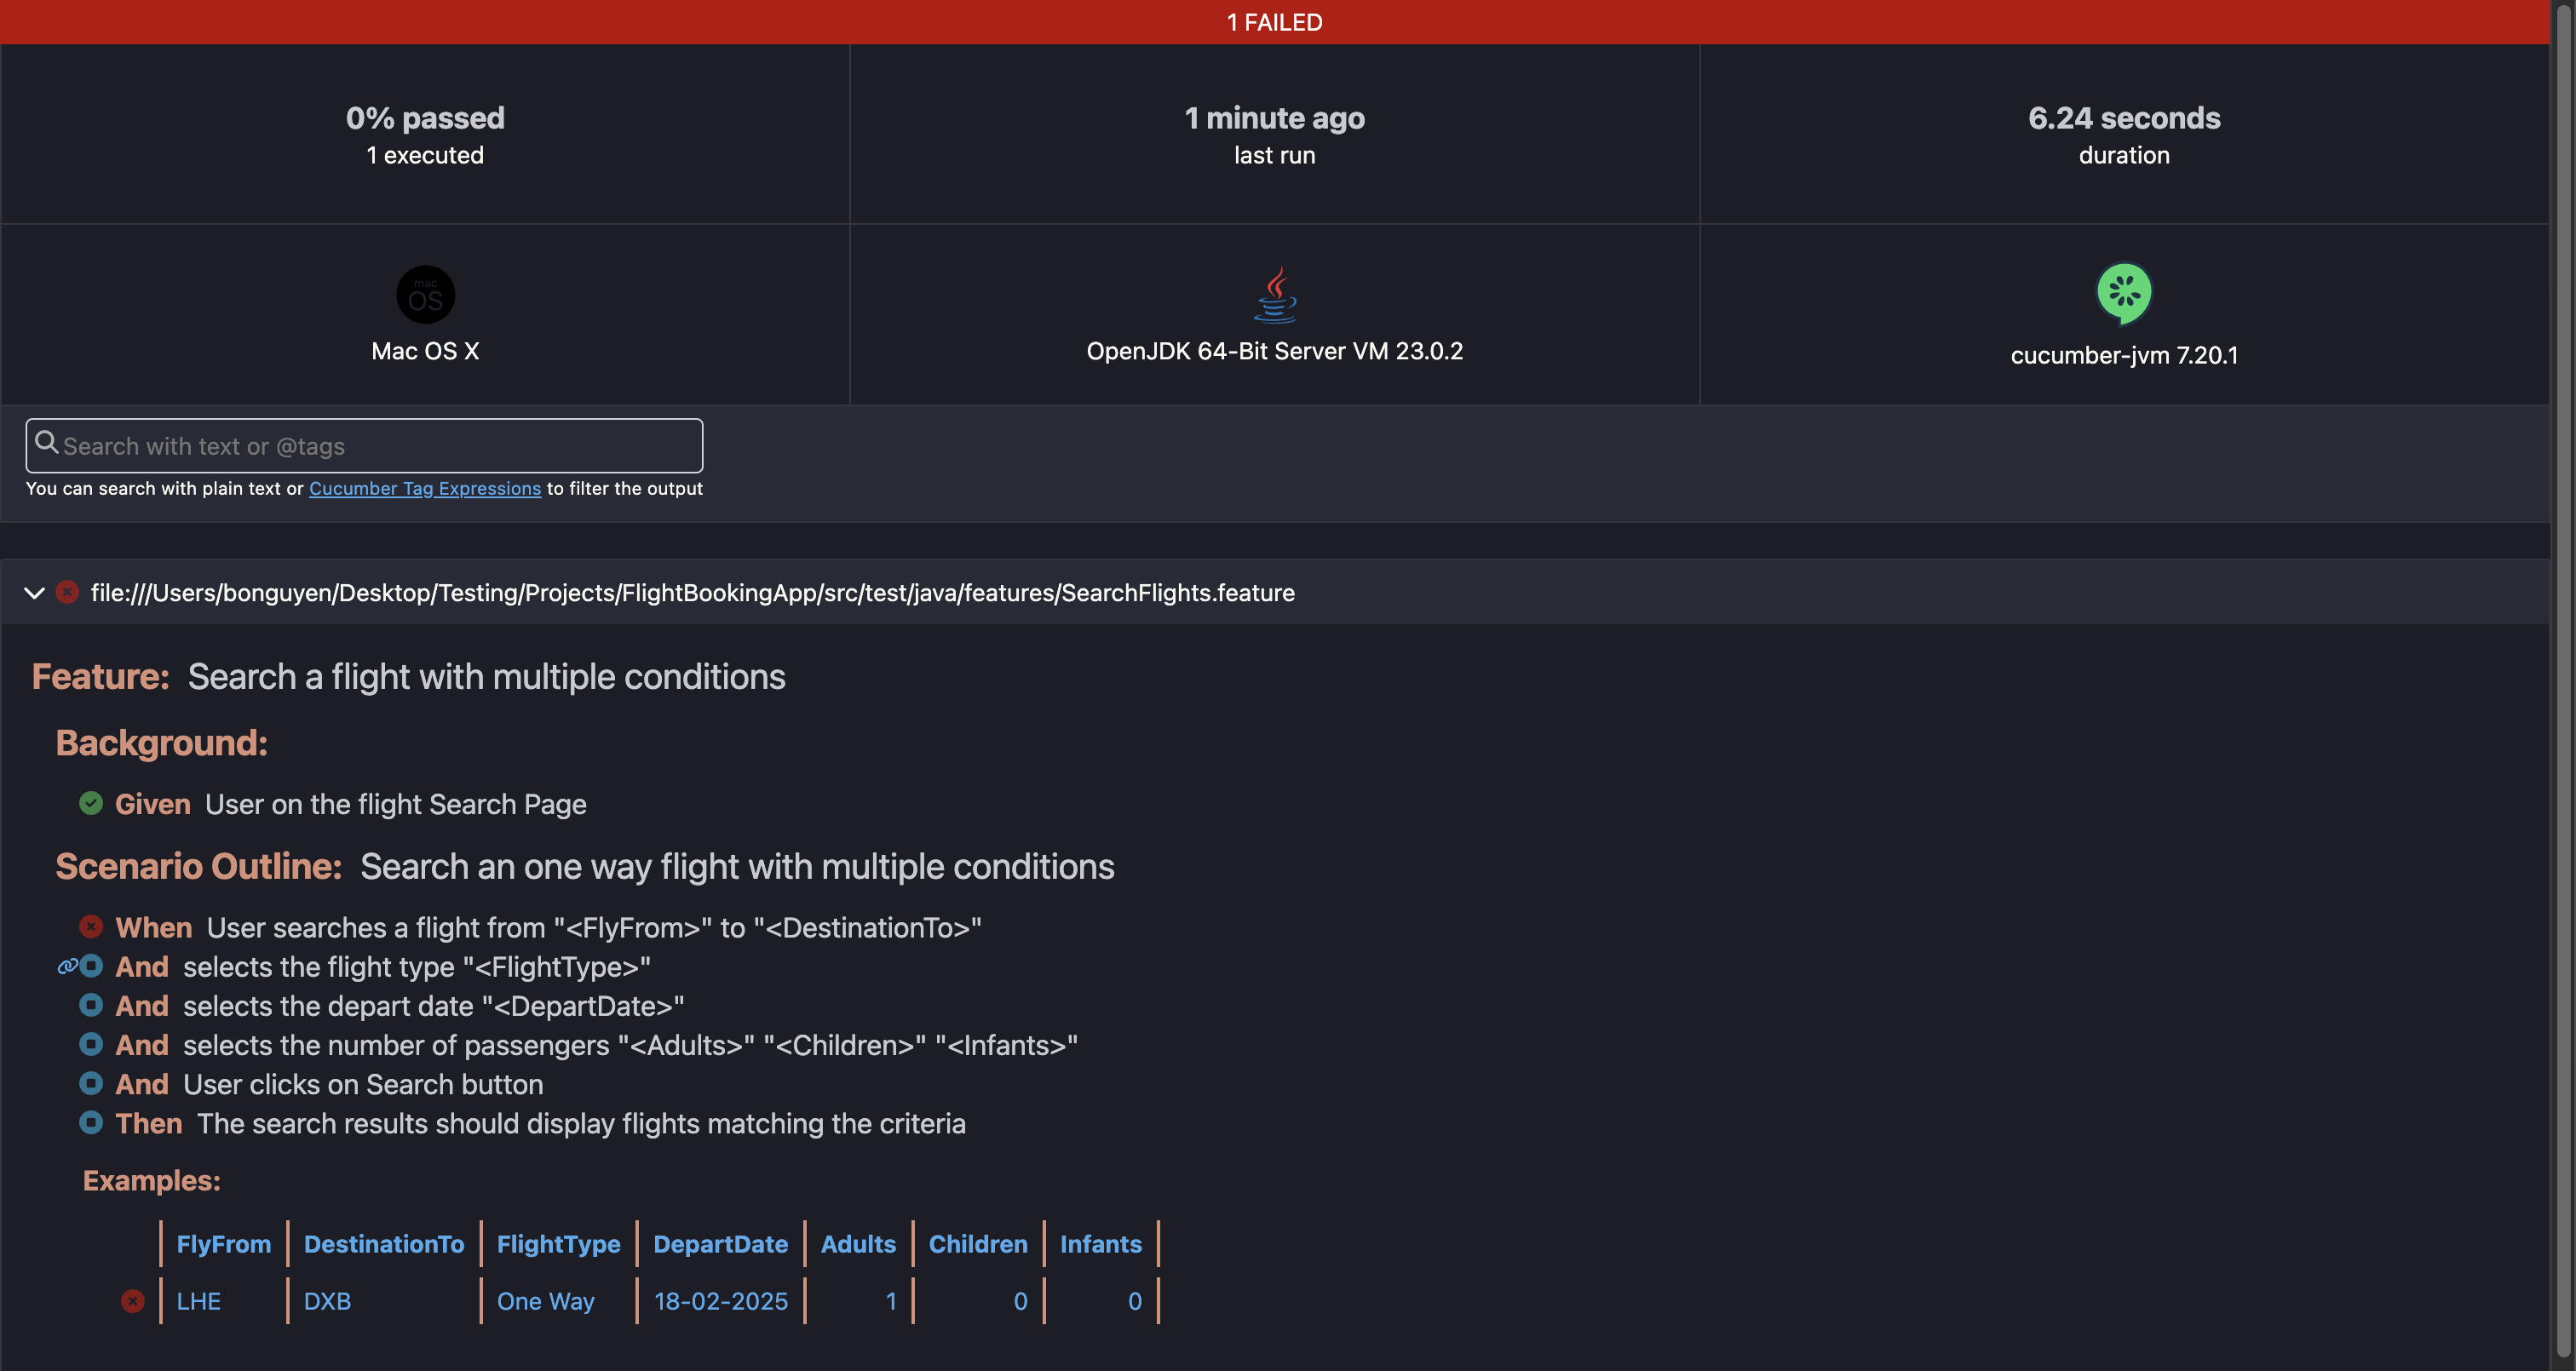 1 FAILED
0% passed
1 executed
1 minute ago
last run
6.24 seconds
duration
mac
OS
Mac OS X
OpenJDK 64-Bit Server VM 23.0.2
cucumber-jvm 7.20.1
Search with text or @tags
You can search with plain text or Cucumber Tag Expressions to filter the output
file:///Users/bonguyen/Desktop/Testing/Projects/FlightBookingApp/src/test/java/features/SearchFlights.feature
Feature: Search a flight with multiple conditions
Background:
Given User on the flight Search Page
Scenario Outline: Search an one way flight with multiple conditions
When User searches a flight from "<FlyFrom>" to "<DestinationTo>"
And selects the flight type "<FlightType>"
And selects the depart date "<DepartDate>"
And selects the number of passengers "<Adults>" "<Children>" "<Infants>"
And User clicks on Search button
Then The search results should display flights matching the criteria
Examples:
FlyFrom DestinationTo FlightType DepartDate Adults Children Infants
LHE DXB One Way 18-02-2025 1 0 0